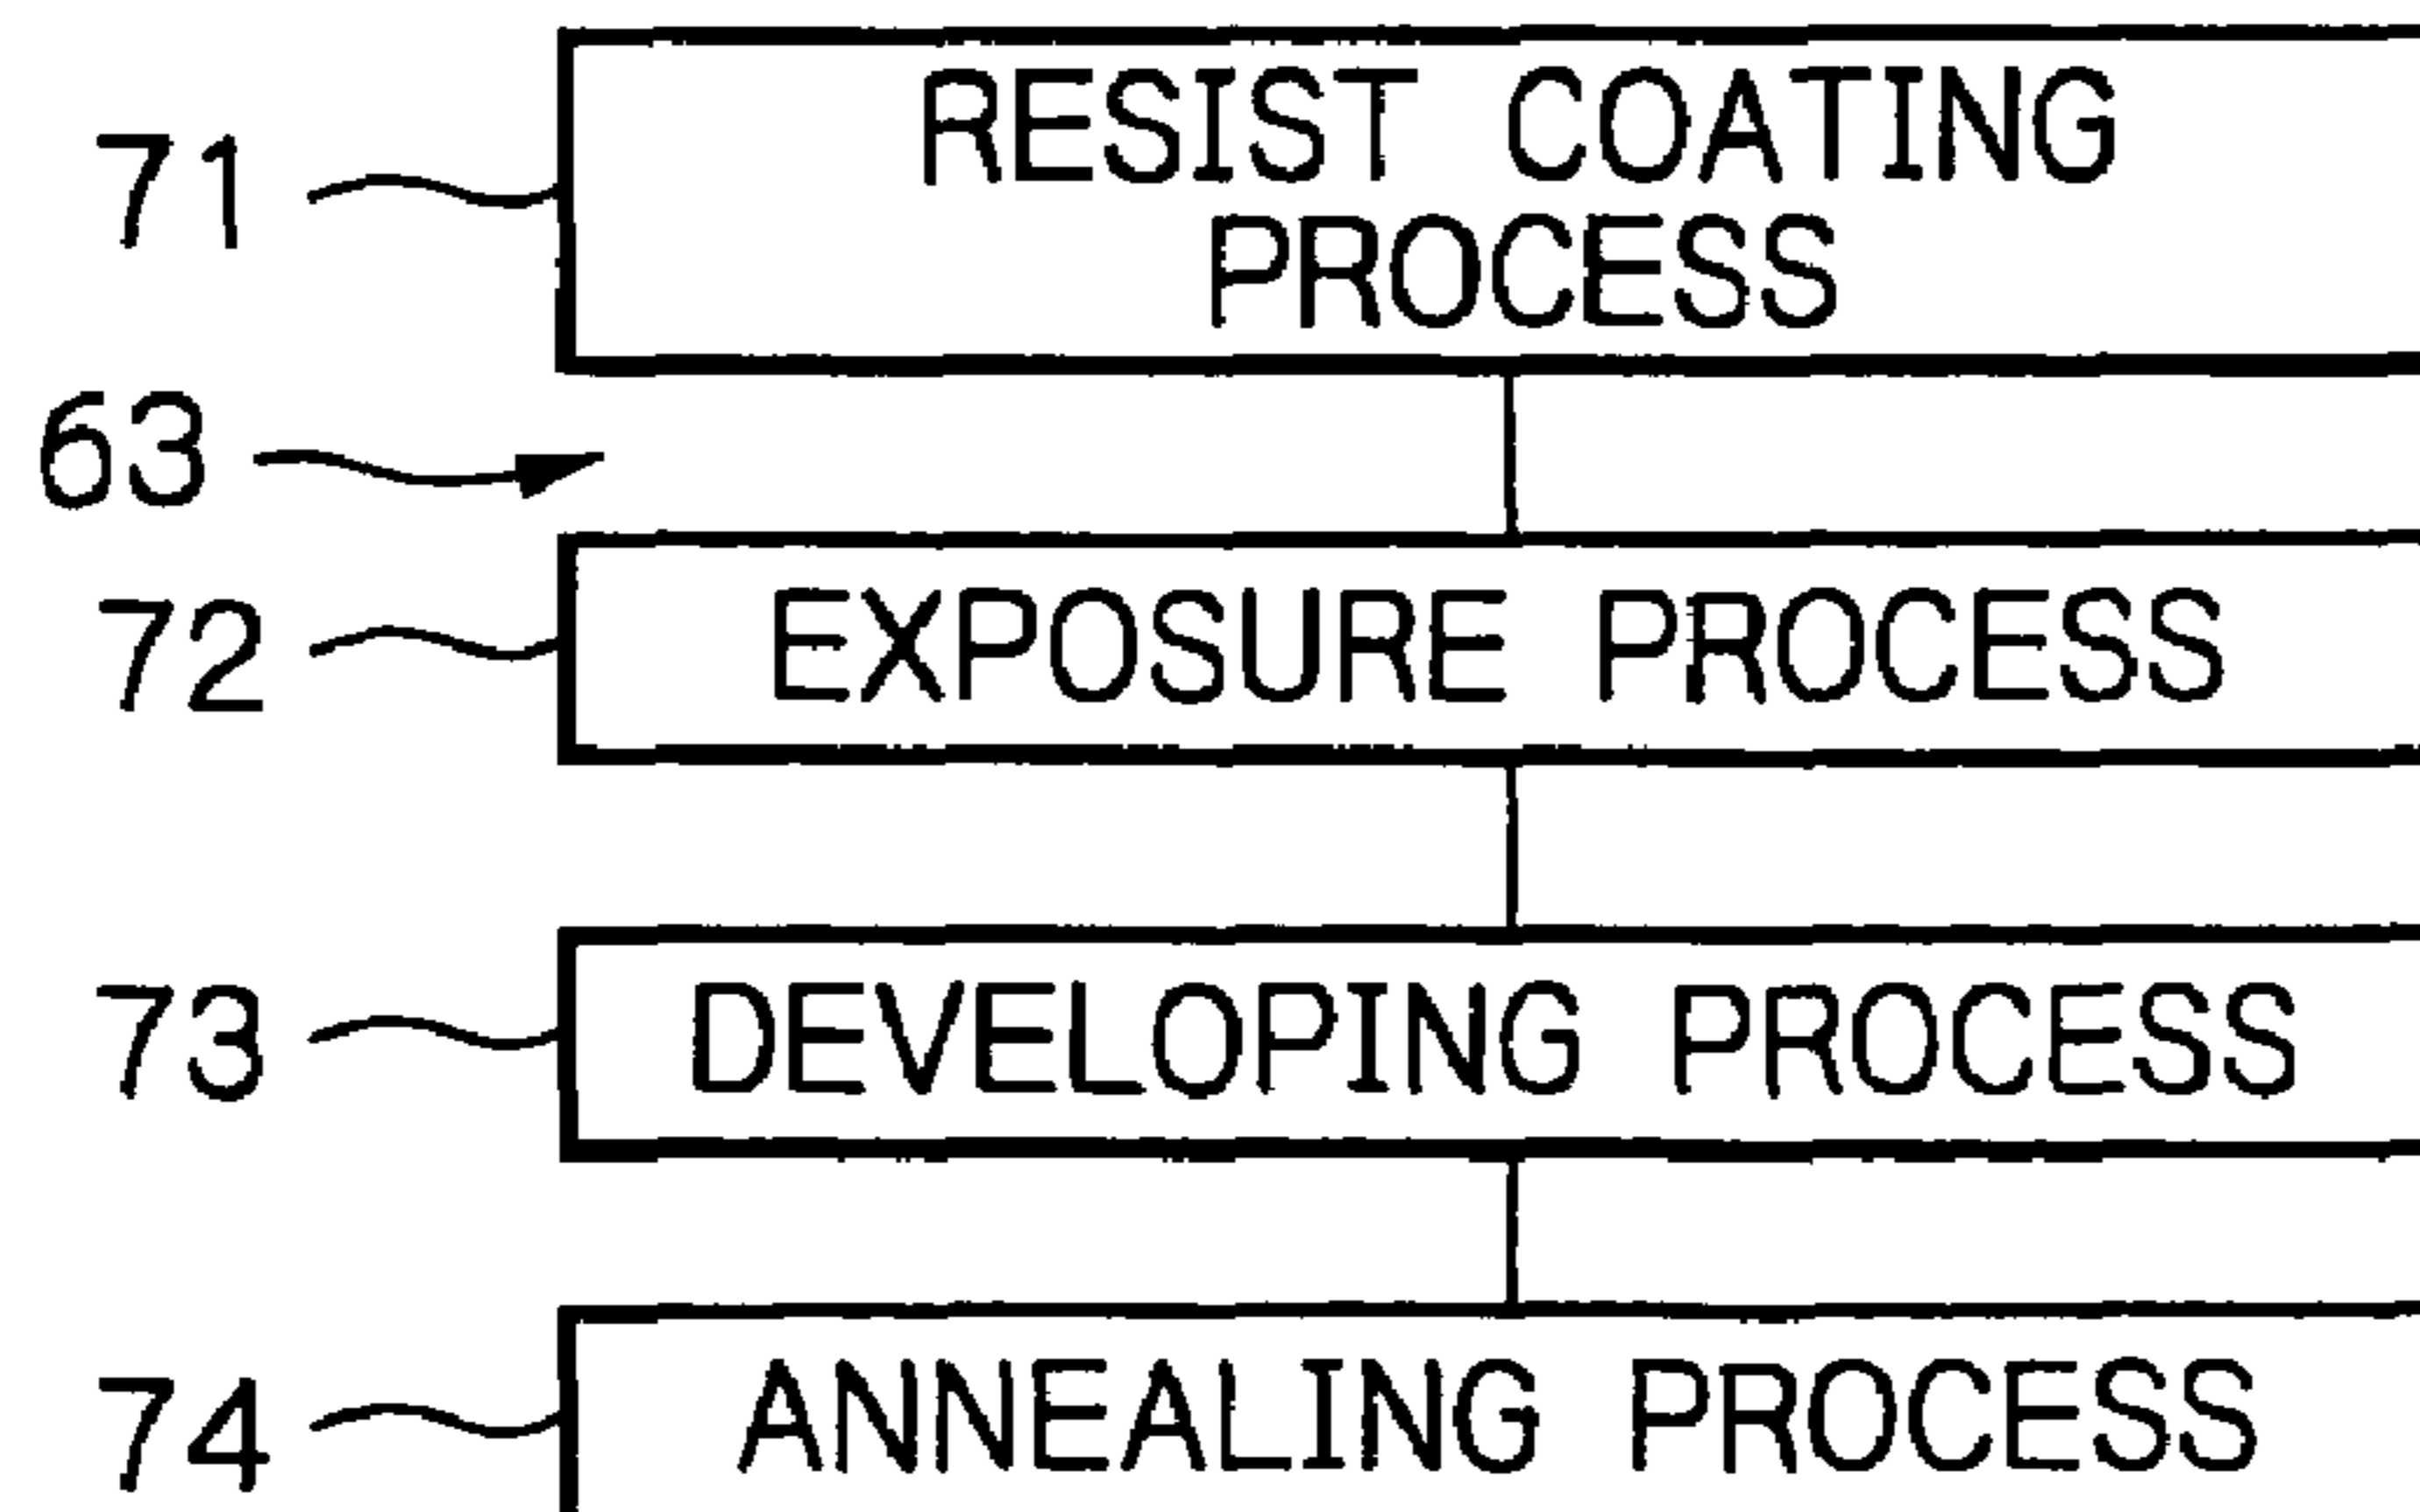 71
RESIST COATING
PROCESS
63
72
EXPOSURE PROCESS
73
DEVELOPING PROCESS
74
ANNEALING PROCESS